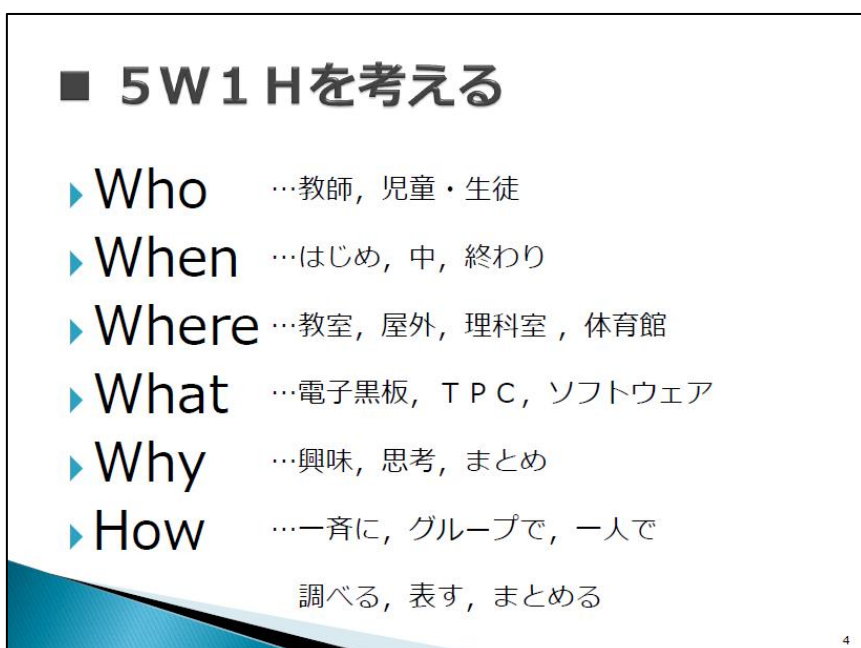 ■ ５Ｗ１Ｈを考える
Who …教師，児童・生徒
When …はじめ，中，終わり
Where …教室，屋外，理科室，体育館
What …電子黒板，ＴＰＣ，ソフトウェア
Why …興味，思考，まとめ
How …一斉に，グループで，一人で
調べる，表す，まとめる
4